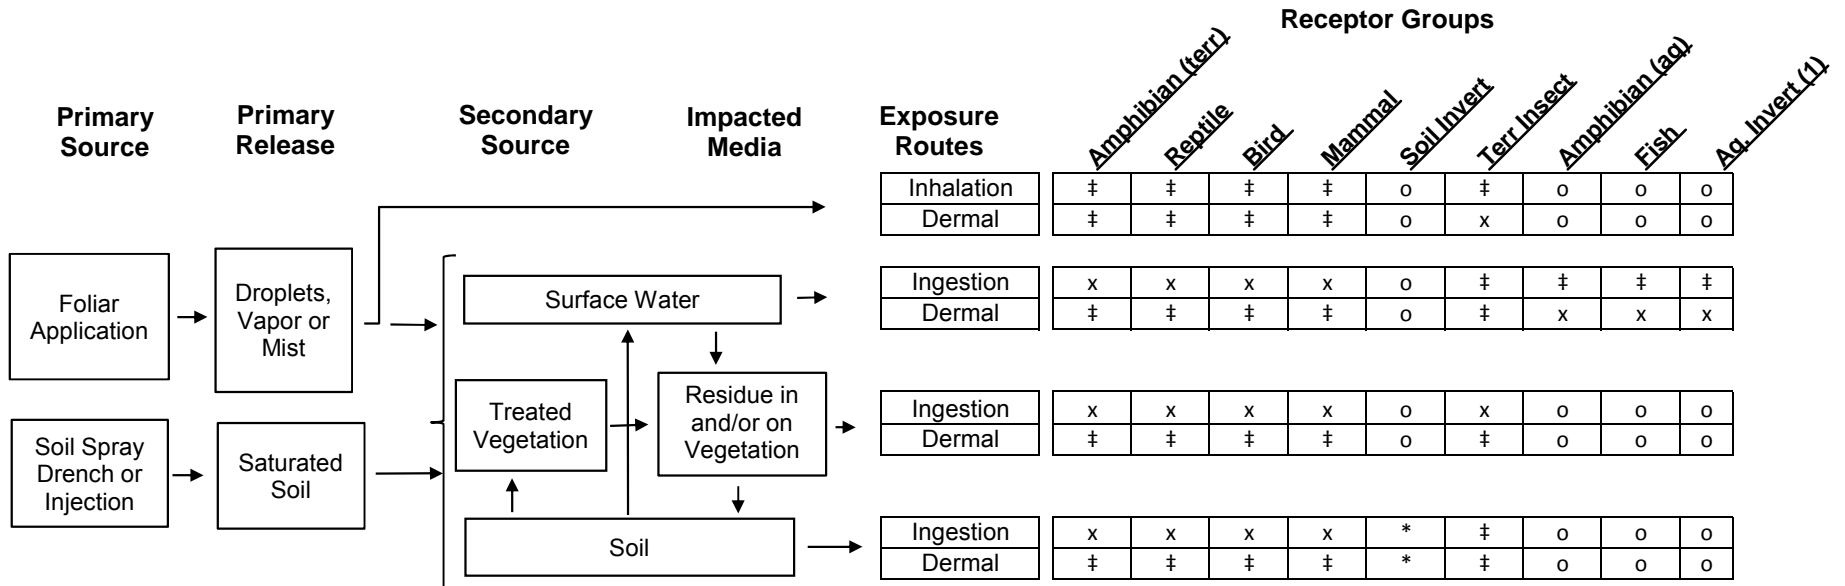 Receptor Groups
Amphibian (terr)
Reptile
Bird
Mammal
Soil Invert
Terr Insect
Amphibian (aq)
Fish
Aq. Invert (1)
Primary
Source
Primary
Release
Secondary
Source
Impacted
Media
Exposure
Routes
Inhalation ‡ ‡ ‡ ‡ o ‡ o o o
Dermal ‡ ‡ ‡ ‡ o x o o o
Foliar
Application
Droplets,
Vapor or
Mist
Surface Water
Ingestion x x x x o ‡ ‡ ‡ ‡
Dermal ‡ ‡ ‡ ‡ o ‡ x x x
Soil Spray
Drench or
Injection
Saturated
Soil
Treated
Vegetation
Residue in
and/or on
Vegetation
Ingestion x x x x o x o o o
Dermal ‡ ‡ ‡ ‡ o ‡ o o o
Soil
Ingestion x x x x * ‡ o o o
Dermal ‡ ‡ ‡ ‡ * ‡ o o o